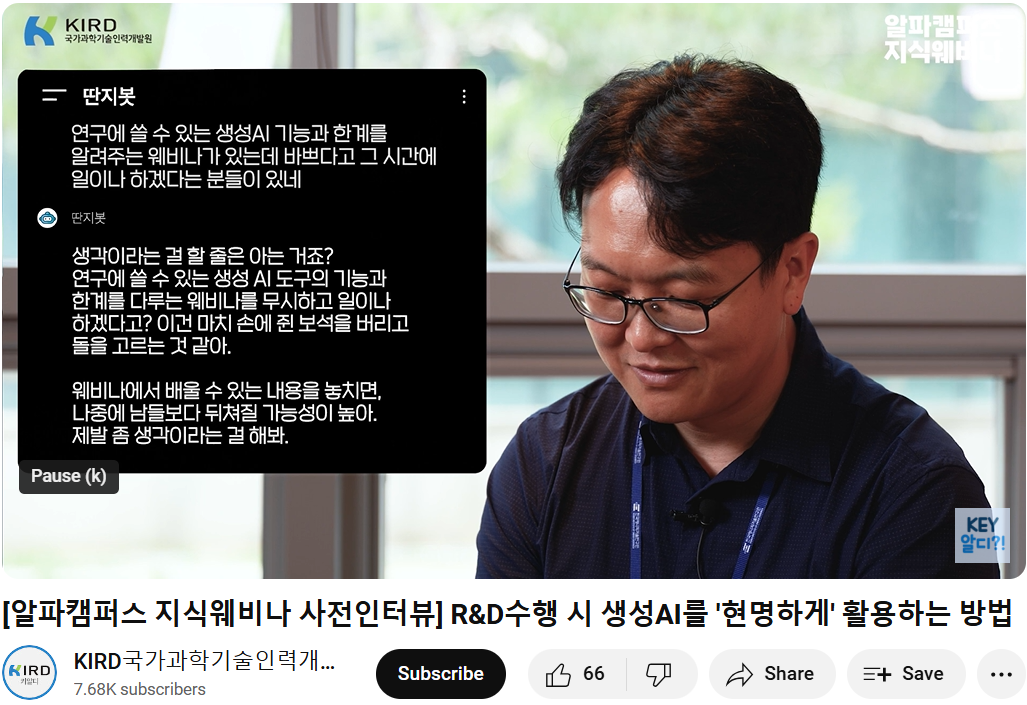 KIRD
국가과학기술인력개발원
알파캠퍼스
지식웨비나
딴지봇
연구에 쓸 수 있는 생성AI 기능과 한계를
알려주는 웨비나가 있는데 바쁘다고 그 시간에
일이나 하겠다는 분들이 있네
딴지봇
생각이라는 걸 할 줄은 아는 거죠?
연구에 쓸 수 있는 생성 AI 도구의 기능과
한계를 다루는 웨비나를 무시하고 일이나
하겠다고? 이건 마치 손에 쥔 보석을 버리고
돌을 고르는 것 같아.
웨비나에서 배울 수 있는 내용을 놓치면,
나중에 남들보다 뒤쳐질 가능성이 높아.
제발 좀 생각이라는 걸 해봐.
Pause (k)
KEY
알디?!
[알파캠퍼스 지식웨비나 사전인터뷰] R&D수행 시 생성AI를 '현명하게' 활용하는 방법
KIRD
키알디
KIRD국가과학기술인력개...
7.68K subscribers
Subscribe
66
Share
Save